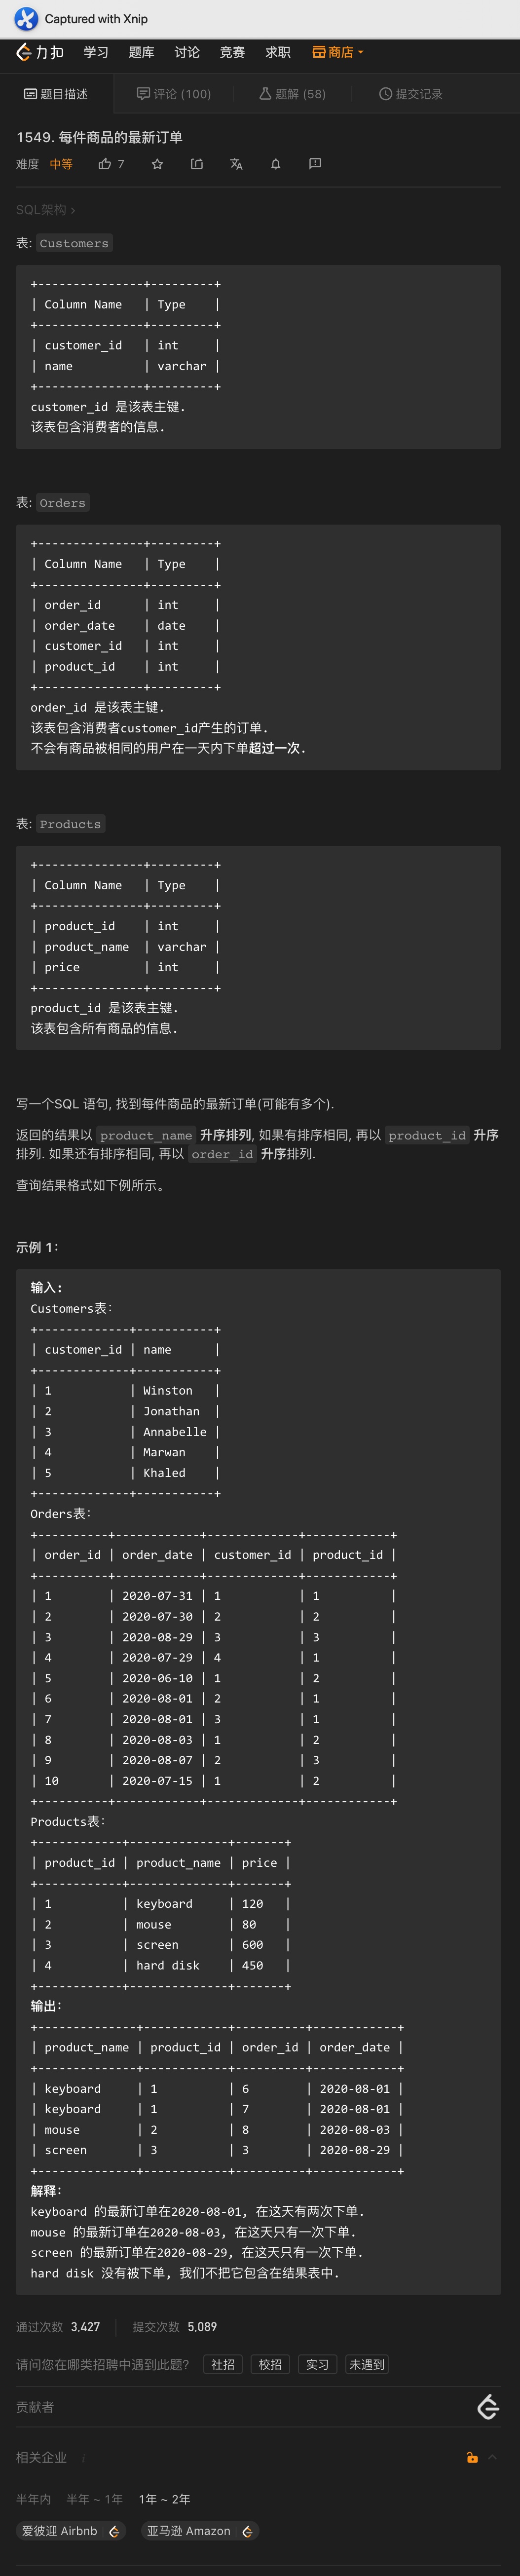 Captured with Xnip
力扣 学习 题库 讨论 竞赛 求职 商店
题目描述 评论 (100) 题解 (58) 提交记录
1549. 每件商品的最新订单
难度 中等 7
SQL架构 ›
表: Customers
+---------------+---------+
| Column Name   | Type    |
+---------------+---------+
| customer_id   | int     |
| name          | varchar |
+---------------+---------+
customer_id 是该表主键.
该表包含消费者的信息.
表: Orders
+---------------+---------+
| Column Name   | Type    |
+---------------+---------+
| order_id      | int     |
| order_date    | date    |
| customer_id   | int     |
| product_id    | int     |
+---------------+---------+
order_id 是该表主键.
该表包含消费者customer_id产生的订单.
不会有商品被相同的用户在一天内下单超过一次.
表: Products
+---------------+---------+
| Column Name   | Type    |
+---------------+---------+
| product_id    | int     |
| product_name  | varchar |
| price         | int     |
+---------------+---------+
product_id 是该表主键.
该表包含所有商品的信息.
写一个SQL 语句, 找到每件商品的最新订单(可能有多个).
返回的结果以 product_name 升序排列, 如果有排序相同, 再以 product_id 升序
排列. 如果还有排序相同, 再以 order_id 升序排列.
查询结果格式如下例所示。
示例 1：
输入：
Customers表：
+-------------+-----------+
| customer_id | name      |
+-------------+-----------+
| 1           | Winston   |
| 2           | Jonathan  |
| 3           | Annabelle |
| 4           | Marwan    |
| 5           | Khaled    |
+-------------+-----------+
Orders表：
+----------+------------+-------------+------------+
| order_id | order_date | customer_id | product_id |
+----------+------------+-------------+------------+
| 1        | 2020-07-31 | 1           | 1          |
| 2        | 2020-07-30 | 2           | 2          |
| 3        | 2020-08-29 | 3           | 3          |
| 4        | 2020-07-29 | 4           | 1          |
| 5        | 2020-06-10 | 1           | 2          |
| 6        | 2020-08-01 | 2           | 1          |
| 7        | 2020-08-01 | 3           | 1          |
| 8        | 2020-08-03 | 1           | 2          |
| 9        | 2020-08-07 | 2           | 3          |
| 10       | 2020-07-15 | 1           | 2          |
+----------+------------+-------------+------------+
Products表：
+------------+--------------+-------+
| product_id | product_name | price |
+------------+--------------+-------+
| 1          | keyboard     | 120   |
| 2          | mouse        | 80    |
| 3          | screen       | 600   |
| 4          | hard disk    | 450   |
+------------+--------------+-------+
输出：
+--------------+------------+----------+------------+
| product_name | product_id | order_id | order_date |
+--------------+------------+----------+------------+
| keyboard     | 1          | 6        | 2020-08-01 |
| keyboard     | 1          | 7        | 2020-08-01 |
| mouse        | 2          | 8        | 2020-08-03 |
| screen       | 3          | 3        | 2020-08-29 |
+--------------+------------+----------+------------+
解释：
keyboard 的最新订单在2020-08-01, 在这天有两次下单.
mouse 的最新订单在2020-08-03, 在这天只有一次下单.
screen 的最新订单在2020-08-29, 在这天只有一次下单.
hard disk 没有被下单, 我们不把它包含在结果表中.
通过次数 3,427 提交次数 5,089
请问您在哪类招聘中遇到此题？ 社招 校招 实习 未遇到
贡献者
相关企业 i
半年内 半年 ~ 1年 1年 ~ 2年
爱彼迎 Airbnb 亚马逊 Amazon